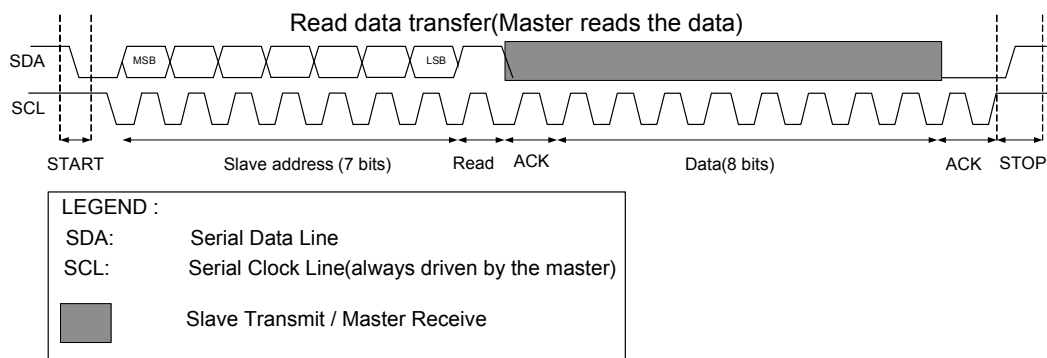 Read data transfer(Master reads the data)
SDA
MSB
LSB
SCL
START
Slave address (7 bits)
Read
ACK
Data(8 bits)
ACK
STOP
LEGEND :
SDA: Serial Data Line
SCL: Serial Clock Line(always driven by the master)
Slave Transmit / Master Receive